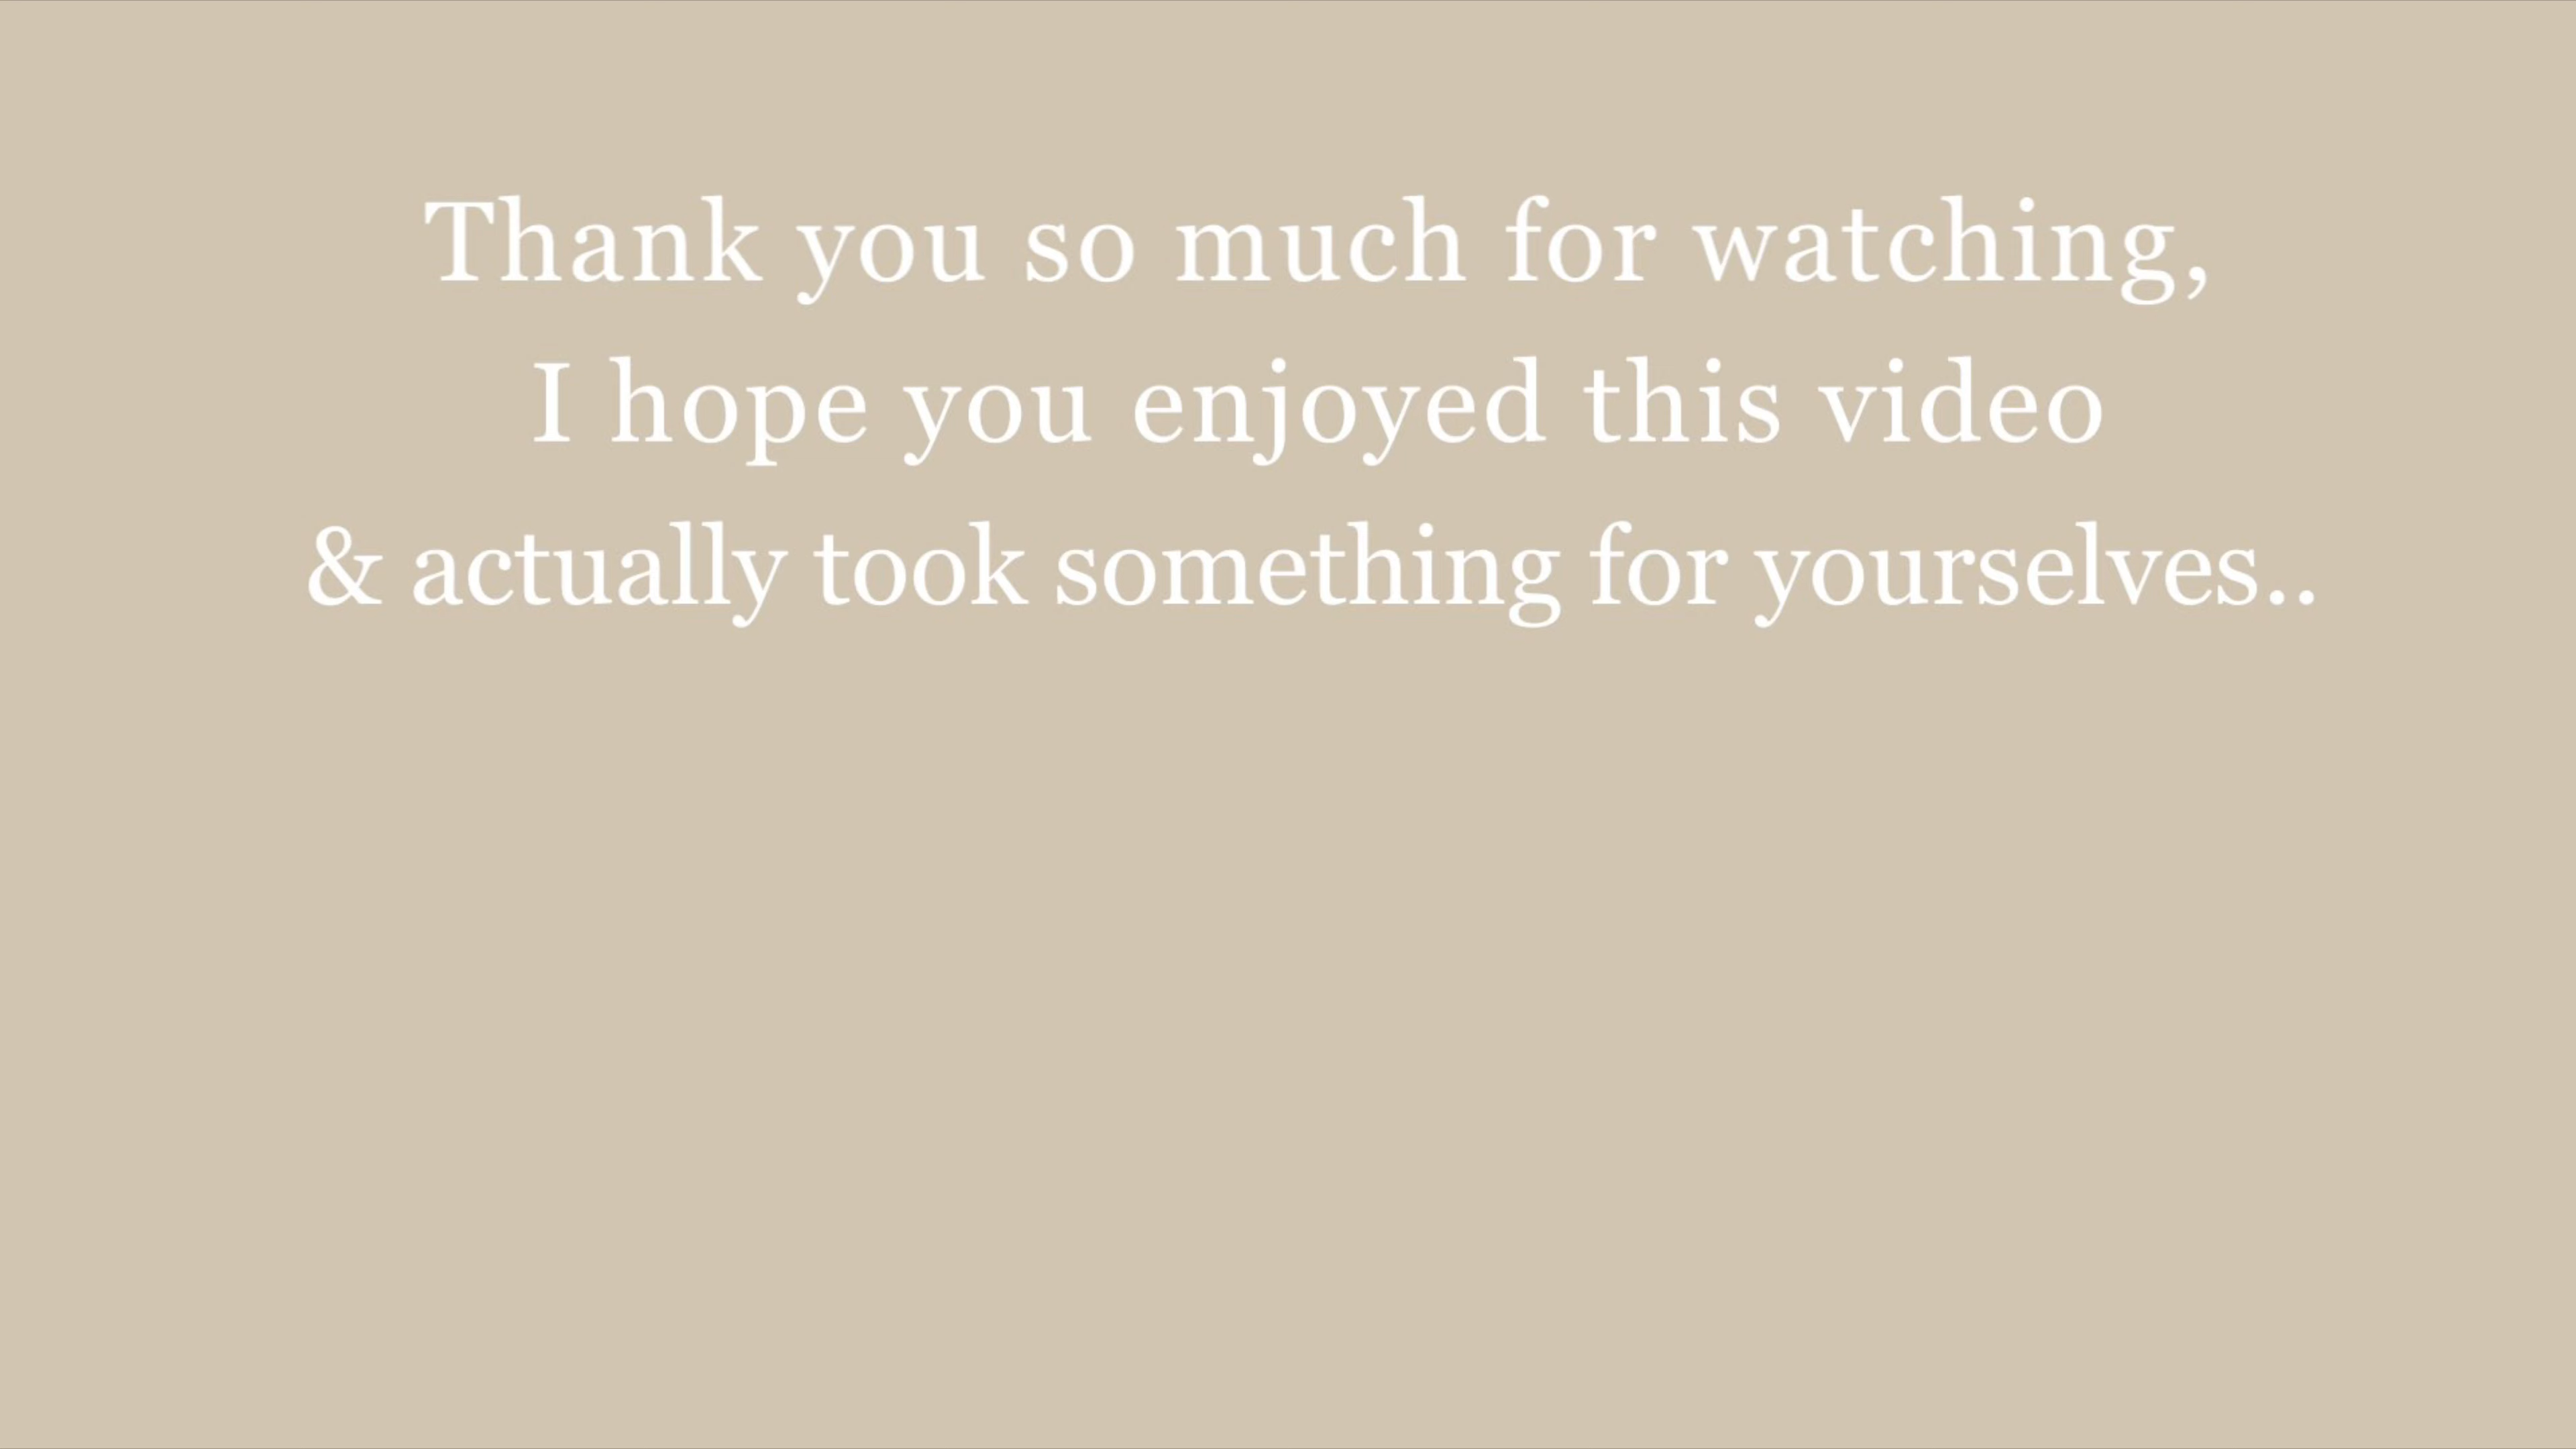 Thank you so much for watching,
I hope you enjoyed this video
& actually took something for yourselves..